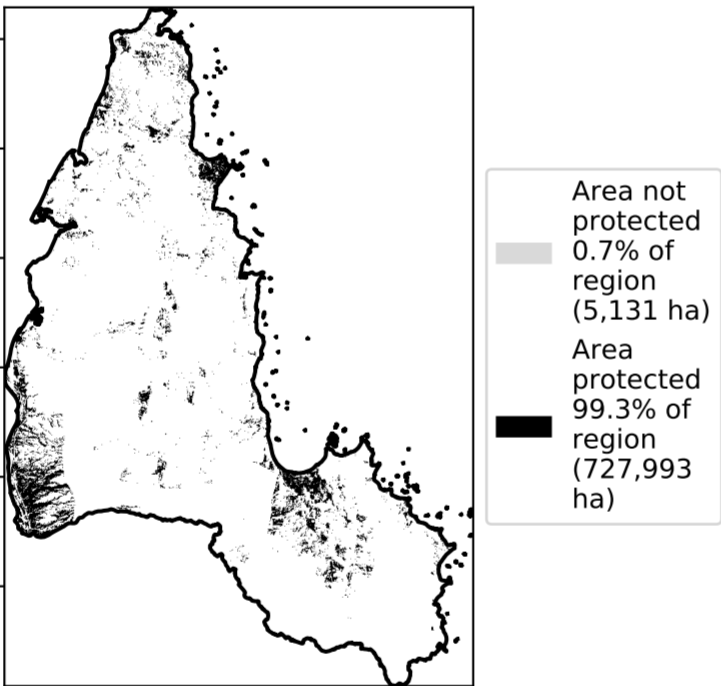 Area not
protected
0.7% of
region
(5,131 ha)
Area
protected
99.3% of
region
(727,993
ha)